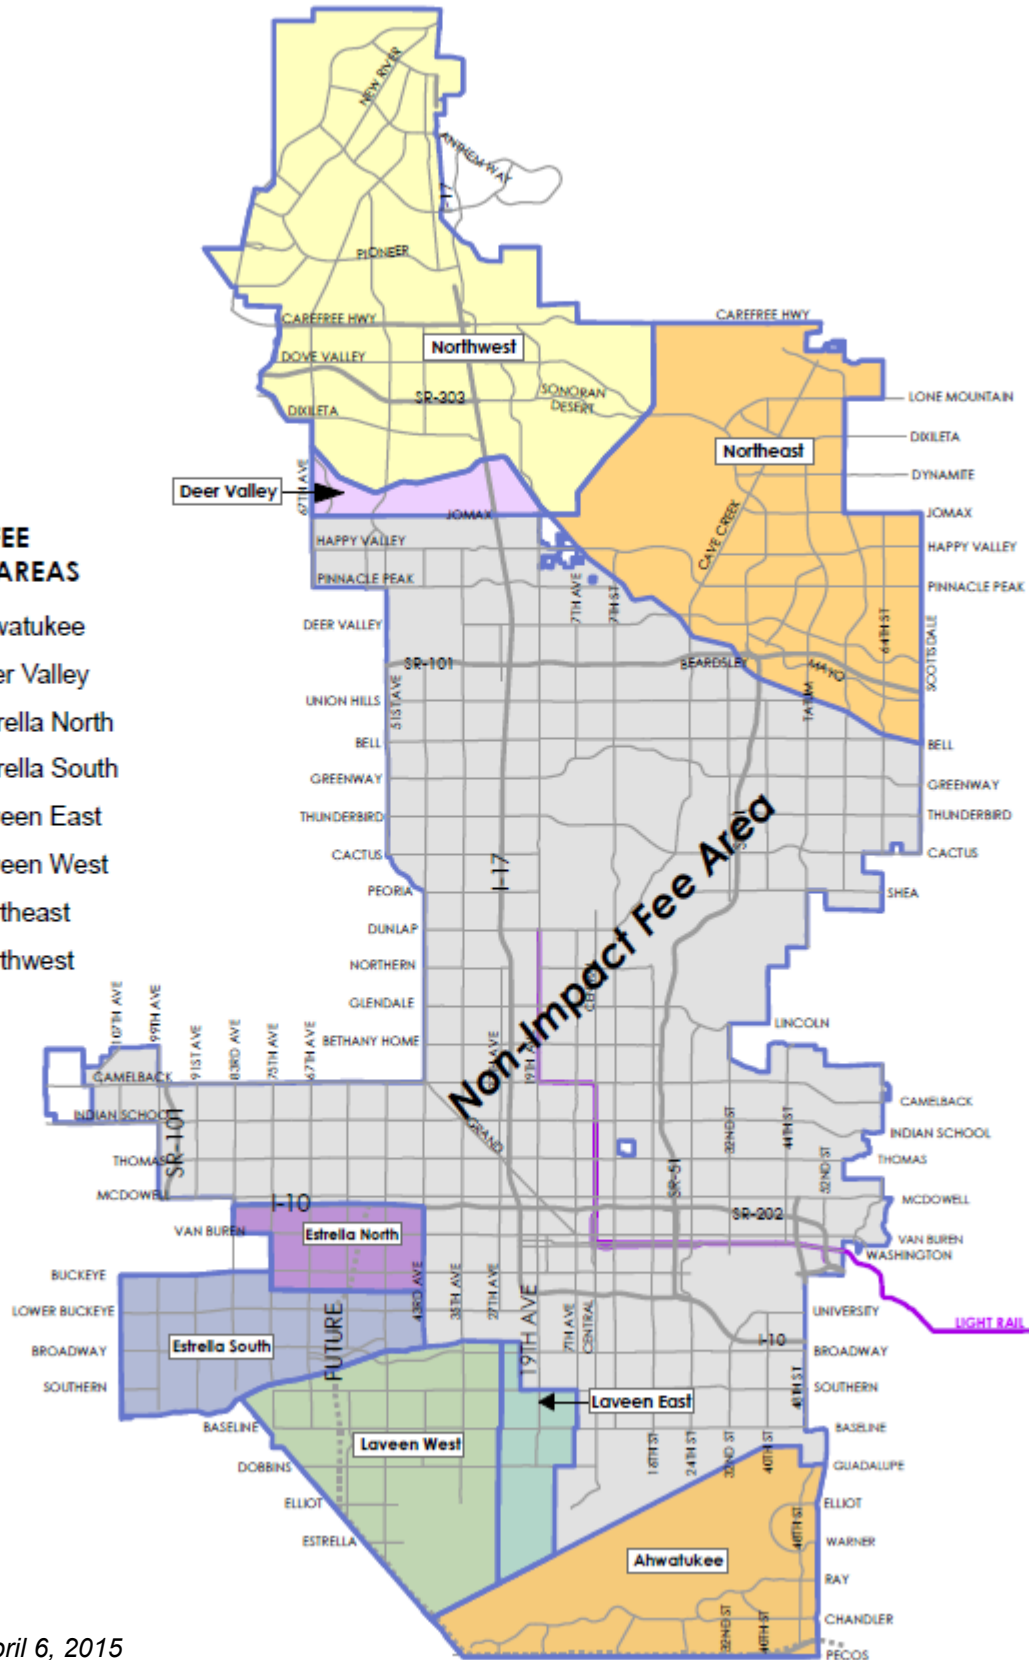 NEW RIVER
ANTHEM WAY
I-17
PIONEER
CAREFREE HWY
CAREFREE HWY
Northwest
DOVE VALLEY
SR-303
SONORAN
DESERT
DIXILETA
LONE MOUNTAIN
DIXILETA
Northeast
DYNAMITE
67TH AVE
Deer Valley
JOMAX
JOMAX
CAVE CREEK
EE
AREAS
HAPPY VALLEY
HAPPY VALLEY
PINNACLE PEAK
PINNACLE PEAK
7TH AVE
7TH ST
watukee
DEER VALLEY
64TH ST
SCOTTSDALE
er Valley
SR-101
BEARDSLEY
MAYO
51ST AVE
TATUM
UNION HILLS
trella North
BELL
BELL
rella South
GREENWAY
GREENWAY
een East
THUNDERBIRD
THUNDERBIRD
een West
CACTUS
CACTUS
I-17
Non-Impact Fee Area
PEORIA
SHEA
theast
DUNLAP
thwest
NORTHERN
GLENDALE
LINCOLN
BETHANY HOME
107TH AVE
99TH AVE
91ST AVE
83RD AVE
75TH AVE
67TH AVE
19TH AVE
CAMELBACK
CAMELBACK
INDIAN SCHOOL
INDIAN SCHOOL
SR-101
GRAND
32ND ST
44TH ST
52ND ST
THOMAS
THOMAS
SR-51
MCDOWELL
MCDOWELL
I-10
SR-202
VAN BUREN
Estrella North
VAN BUREN
WASHINGTON
BUCKEYE
43RD AVE
35TH AVE
27TH AVE
19TH AVE
7TH AVE
CENTRAL
LOWER BUCKEYE
UNIVERSITY
LIGHT RAIL
FUTURE
Estrella South
I-10
BROADWAY
BROADWAY
SOUTHERN
SOUTHERN
48TH ST
Laveen East
BASELINE
BASELINE
Laveen West
16TH ST
24TH ST
32ND ST
40TH ST
DOBBINS
GUADALUPE
ELLIOT
ELLIOT
48TH ST
ESTRELLA
WARNER
Ahwatukee
RAY
32ND ST
40TH ST
CHANDLER
pril 6, 2015
PECOS